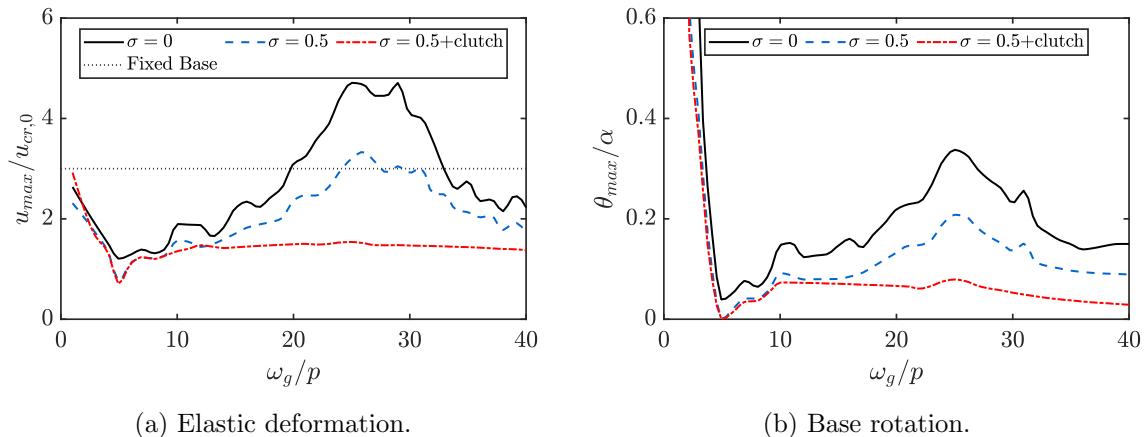 6
4
2
0
u_{max}/u_{cr,0}
σ = 0 σ = 0.5 σ = 0.5+clutch
Fixed Base
0 10 20 30 40
ω_g/p
(a) Elastic deformation.
0.6
0.4
0.2
0
θ_{max}/α
σ = 0 σ = 0.5 σ = 0.5+clutch
0 10 20 30 40
ω_g/p
(b) Base rotation.